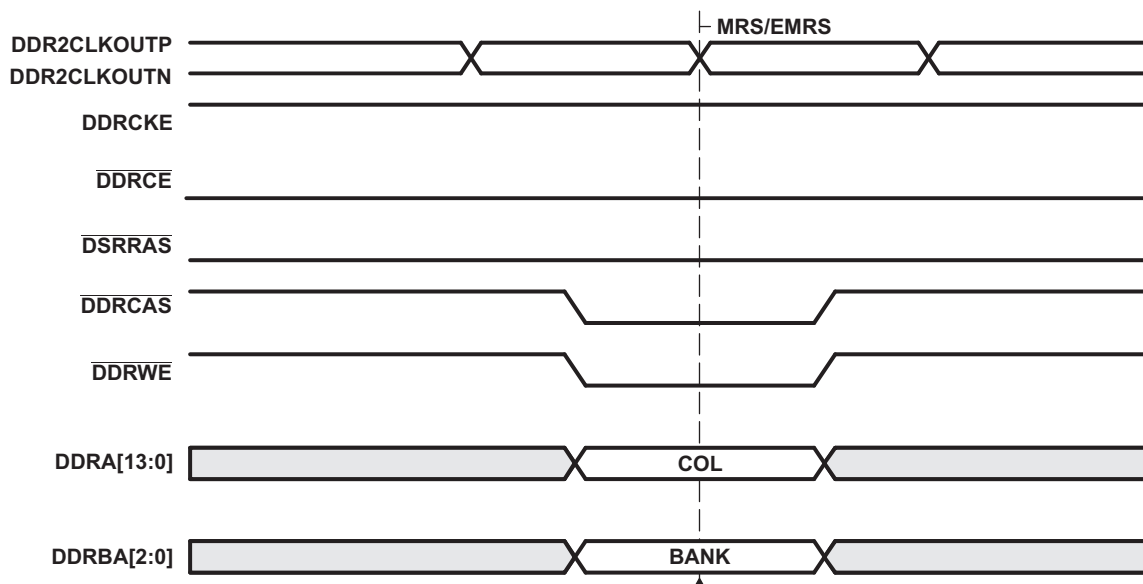 MRS/EMRS
DDR2CLKOUTP
DDR2CLKOUTN
DDRCKE
DDRCE
DSRRAS
DDRCAS
DDRWE
DDRA[13:0]
COL
DDRBA[2:0]
BANK